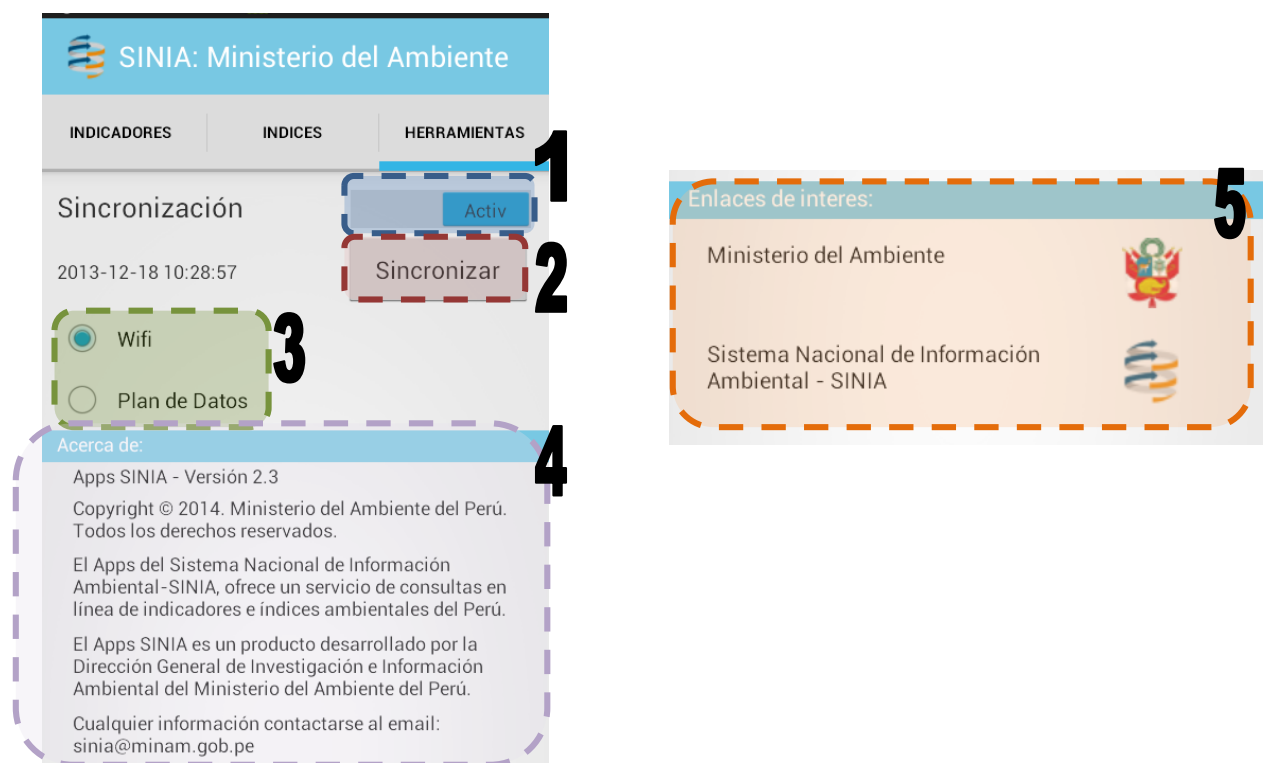 SINIA: Ministerio del Ambiente
INDICADORES INDICES HERRAMIENTAS
1
Sincronización Activ
2013-12-18 10:28:57 Sincronizar 2
Wifi 3
Plan de Datos
Acerca de: 4
Apps SINIA - Versión 2.3
Copyright © 2014. Ministerio del Ambiente del Perú.
Todos los derechos reservados.
El Apps del Sistema Nacional de Información
Ambiental-SINIA, ofrece un servicio de consultas en
línea de indicadores e índices ambientales del Perú.
El Apps SINIA es un producto desarrollado por la
Dirección General de Investigación e Información
Ambiental del Ministerio del Ambiente del Perú.
Cualquier información contactarse al email:
sinia@minam.gob.pe
Enlaces de interes: 5
Ministerio del Ambiente
Sistema Nacional de Información
Ambiental - SINIA